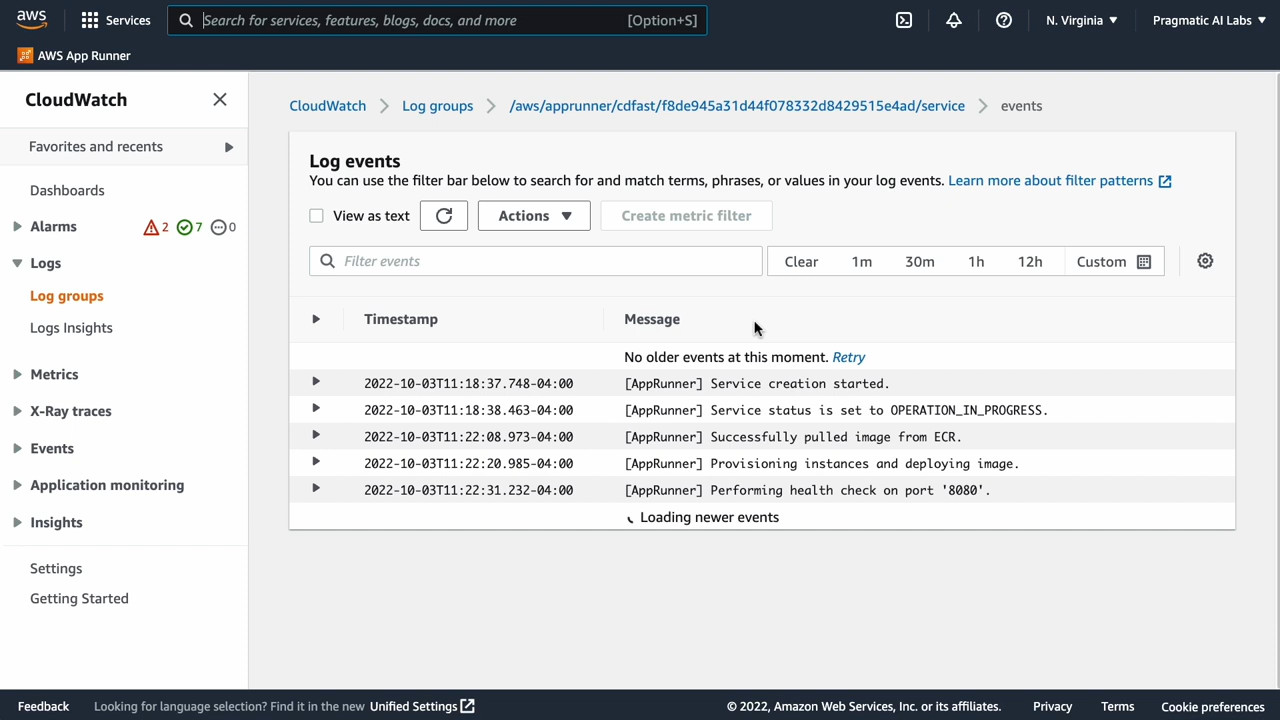 aws Services Search for services, features, blogs, docs, and more [Option+S] N. Virginia Pragmatic AI Labs
AWS App Runner
CloudWatch
Favorites and recents
Dashboards
Alarms 2 7 0
Logs
Log groups
Logs Insights
Metrics
X-Ray traces
Events
Application monitoring
Insights
Settings
Getting Started
CloudWatch Log groups /aws/apprunner/cdfast/f8de945a31d44f078332d8429515e4ad/service events
Log events
You can use the filter bar below to search for and match terms, phrases, or values in your log events. Learn more about filter patterns
View as text Actions Create metric filter
Filter events Clear 1m 30m 1h 12h Custom
Timestamp Message
No older events at this moment. Retry
2022-10-03T11:18:37.748-04:00 [AppRunner] Service creation started.
2022-10-03T11:18:38.463-04:00 [AppRunner] Service status is set to OPERATION_IN_PROGRESS.
2022-10-03T11:22:08.973-04:00 [AppRunner] Successfully pulled image from ECR.
2022-10-03T11:22:20.985-04:00 [AppRunner] Provisioning instances and deploying image.
2022-10-03T11:22:31.232-04:00 [AppRunner] Performing health check on port '8080'.
Loading newer events
Feedback Looking for language selection? Find it in the new Unified Settings © 2022, Amazon Web Services, Inc. or its affiliates. Privacy Terms Cookie preferences